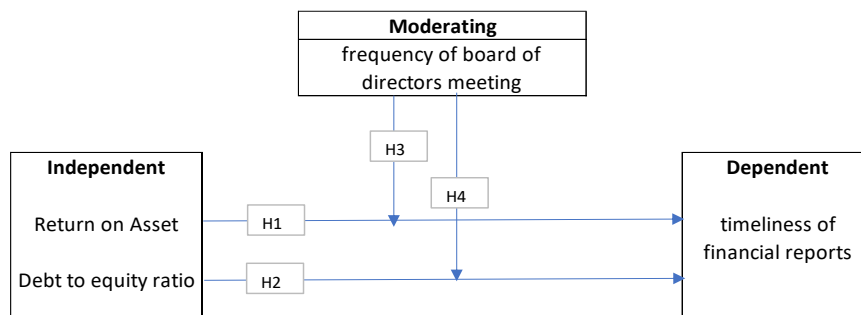 Moderating
frequency of board of
directors meeting
H3
H4
Independent
Return on Asset
Debt to equity ratio
H1
H2
Dependent
timeliness of
financial reports